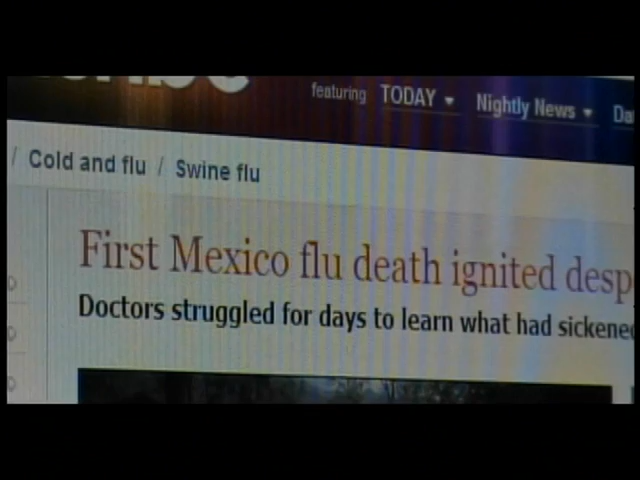 featuring TODAY Nightly News
/ Cold and flu / Swine flu
First Mexico flu death ignited
Doctors struggled for days to learn what had